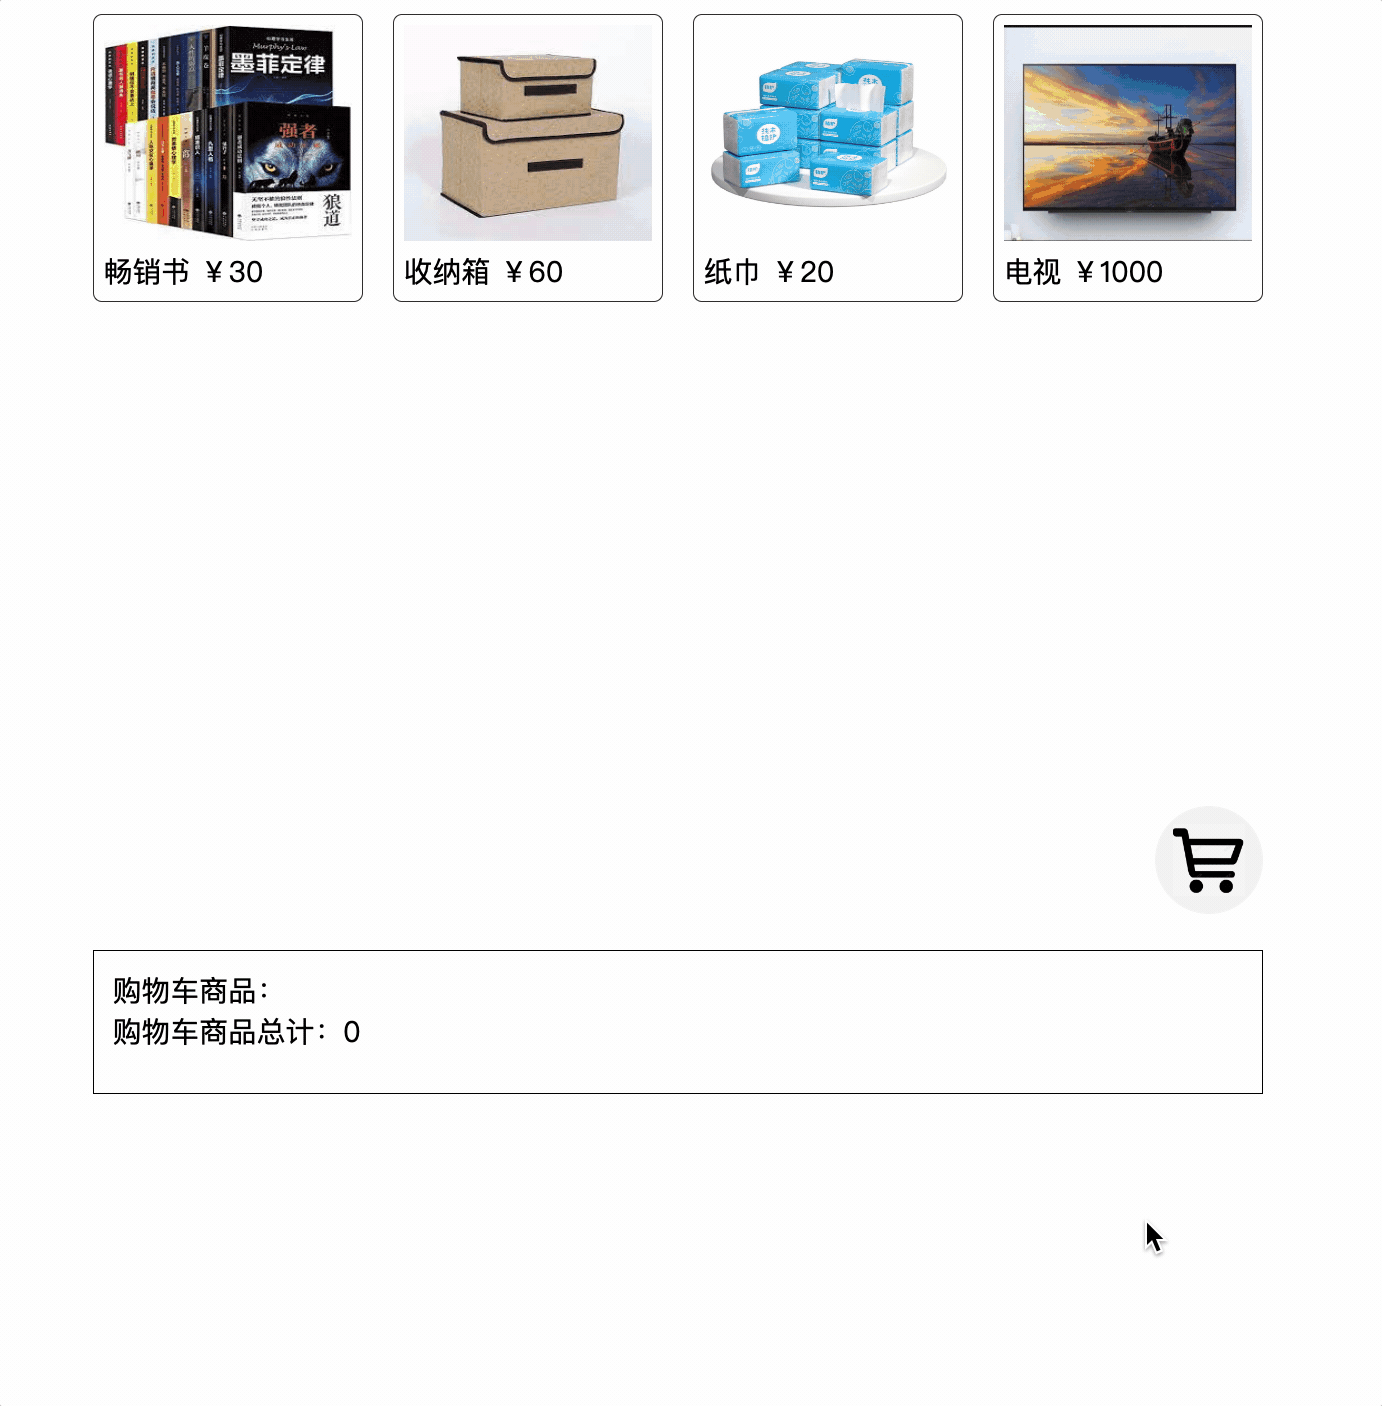 Murphy's Law
墨菲定律
强者
狼道
畅销书 ￥30
收纳箱 ￥60
纸巾 ￥20
电视 ￥1000
购物车商品：
购物车商品总计：0